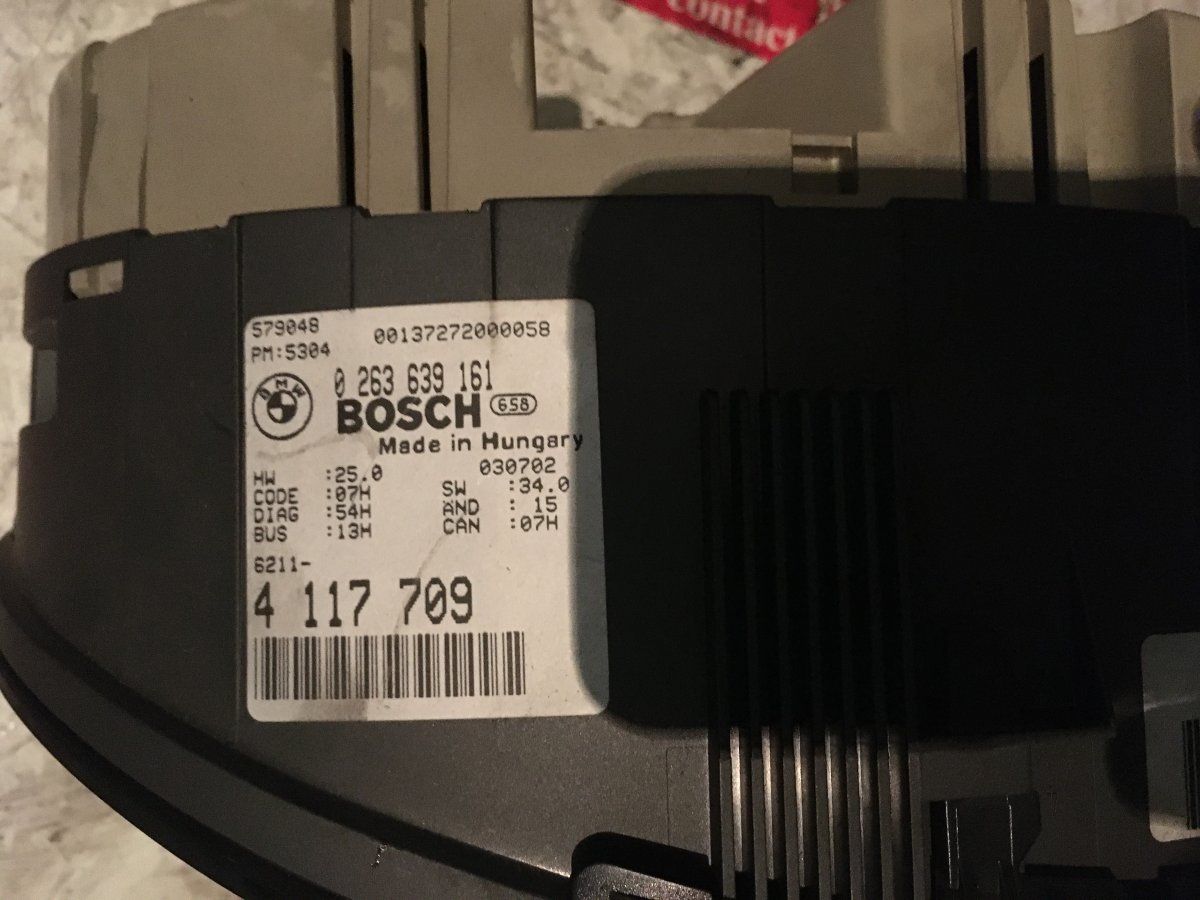 contact
579048 00137272000058
PM:5304
BMW 0 263 639 161
BOSCH 658
Made in Hungary
030702
HW :25.0 SW :34.0
CODE :07H AND : 15
DIAG :54H CAN :07H
BUS :13H
6211-
4 117 709